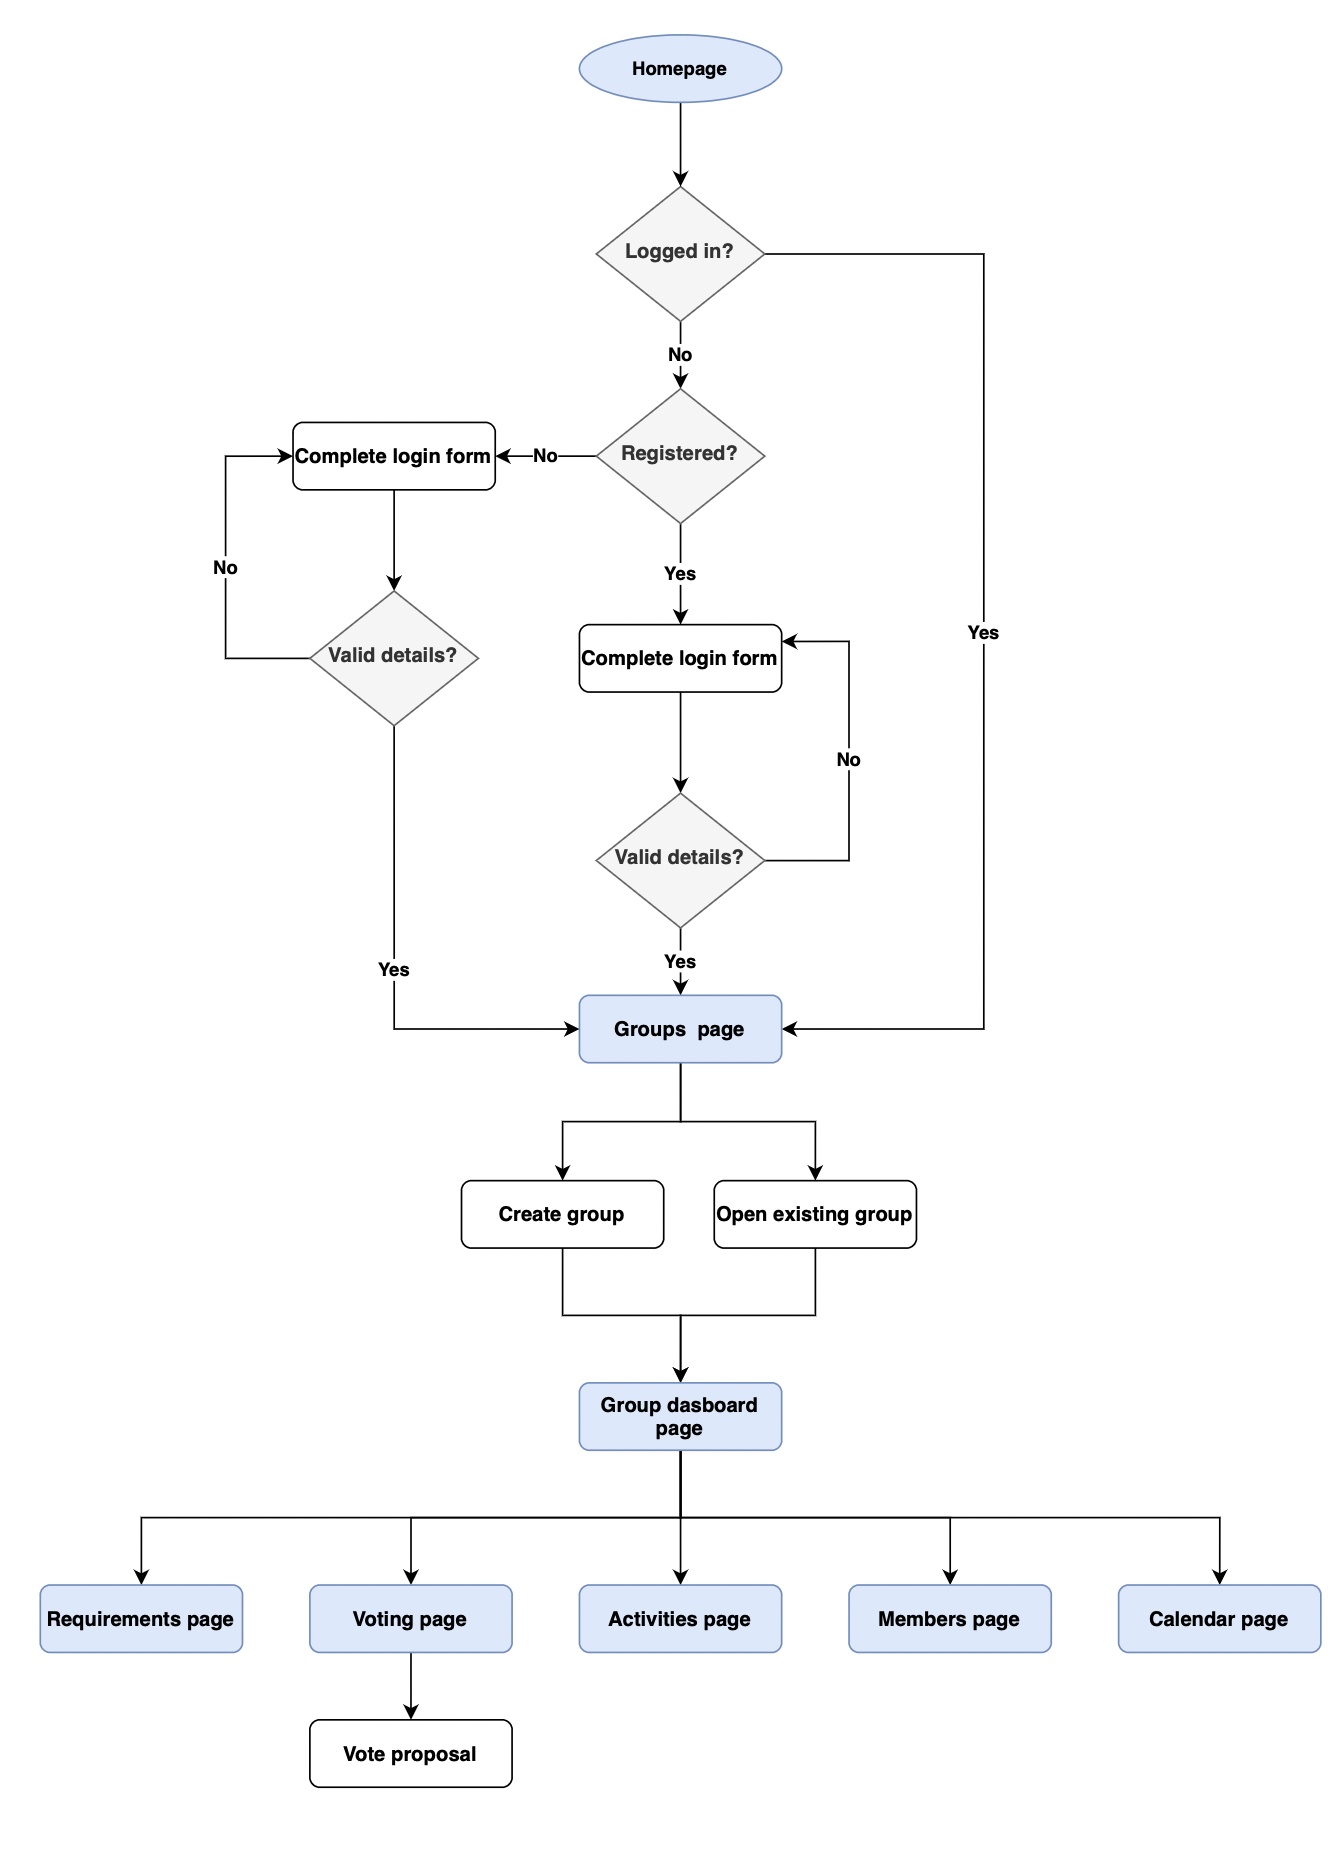 Homepage
Logged in?
No
Registered?
No
Complete login form
No
Valid details?
Yes
Yes
Complete login form
No
Valid details?
Yes
Yes
Groups  page
Create group
Open existing group
Group dasboard
page
Requirements page
Voting page
Activities page
Members page
Calendar page
Vote proposal